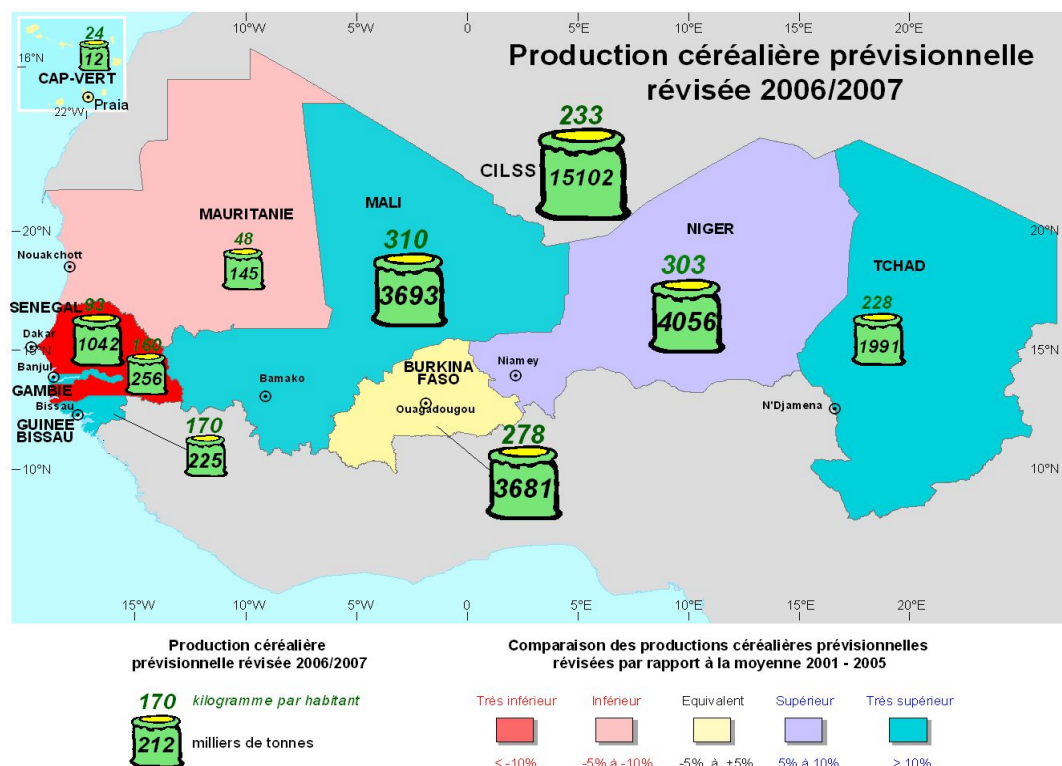 10°W
5°W
0
5°E
10°E
15°E
20°E
24
12
16°N
CAP-VERT
Praia
22°W
Production céréalière prévisionnelle
révisée 2006/2007
233
CILSS
15102
MAURITANIE
MALI
NIGER
TCHAD
20°N
20°N
Nouakchott
48
145
310
3693
303
4056
228
1991
SENEGAL
93
1042
Dakar
15°N
15°N
160
256
Banjul
GAMBIE
Bissau
GUINEE
BISSAU
Bamako
BURKINA
FASO
Ouagadougou
Niamey
N'Djamena
170
225
278
3681
10°N
10°N
15°W
10°W
5°W
0
5°E
10°E
15°E
20°E
Production céréalière
prévisionnelle révisée 2006/2007
170
kilogramme par habitant
212
milliers de tonnes
Comparaison des productions céréalières prévisionnelles
révisées par rapport à la moyenne 2001 - 2005
Très inférieur
Inférieur
Equivalent
Supérieur
Très supérieur
< -10%
-5% à -10%
-5% à +5%
5% à 10%
> 10%